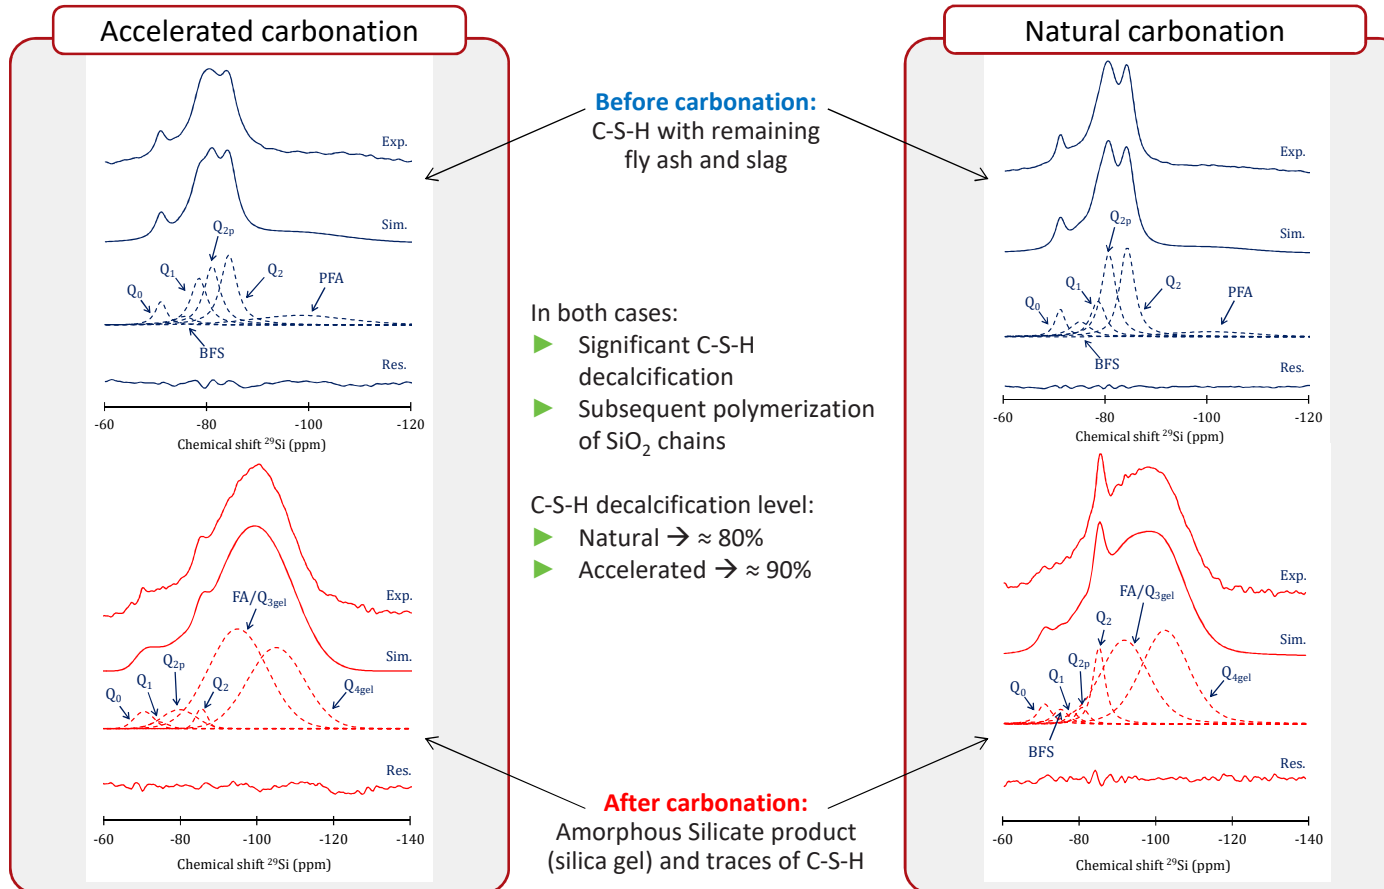 Accelerated carbonation
Exp.
Sim.
Q2p
Q1
Q2
Q0
PFA
BFS
Res.
-60 -80 -100 -120
Chemical shift ²⁹Si (ppm)
Exp.
FA/Q3gel
Sim.
Q2p
Q1
Q2
Q0
Q4gel
Res.
-60 -80 -100 -120 -140
Chemical shift ²⁹Si (ppm)
Before carbonation:
C-S-H with remaining
fly ash and slag
In both cases:
Significant C-S-H
decalcification
Subsequent polymerization
of SiO₂ chains
C-S-H decalcification level:
Natural → ≈ 80%
Accelerated → ≈ 90%
After carbonation:
Amorphous Silicate product
(silica gel) and traces of C-S-H
Natural carbonation
Exp.
Sim.
Q2p
Q1
Q2
Q0
PFA
BFS
Res.
-60 -80 -100 -120
Chemical shift ²⁹Si (ppm)
Exp.
FA/Q3gel
Q2
Sim.
Q2p
Q1
Q0
Q4gel
BFS
Res.
-60 -80 -100 -120 -140
Chemical shift ²⁹Si (ppm)